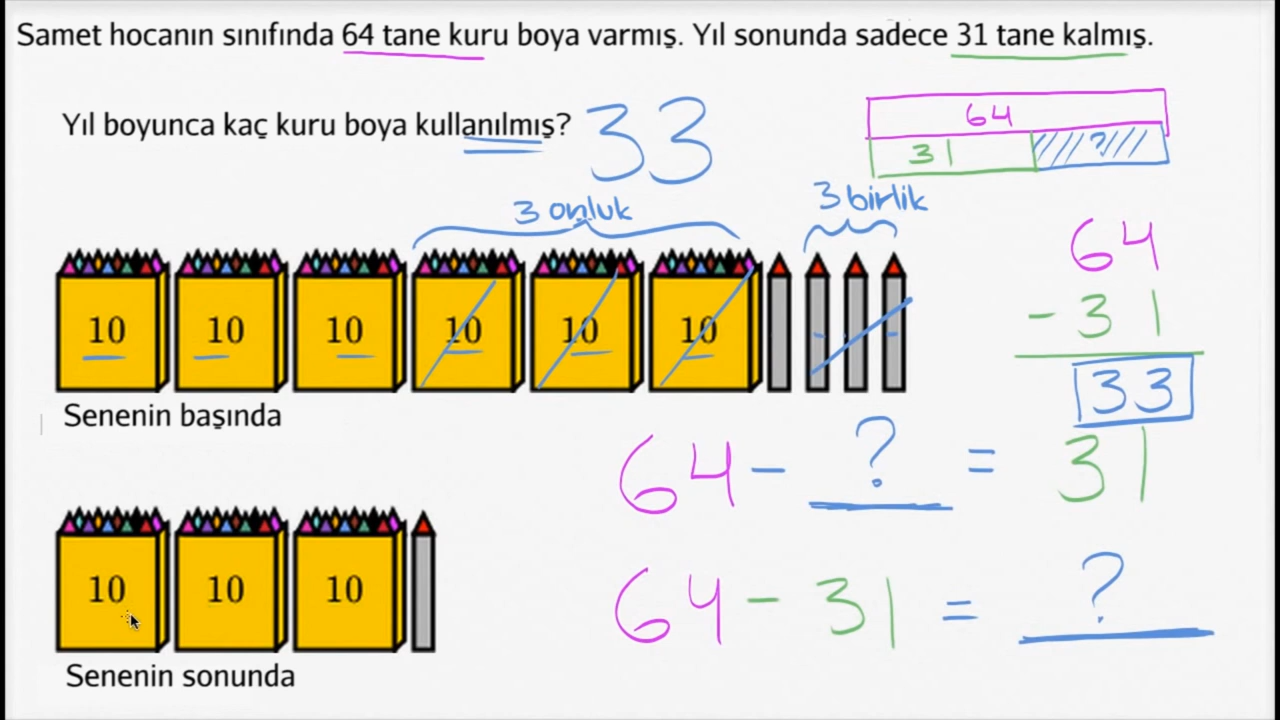 Samet hocanın sınıfında 64 tane kuru boya varmış. Yıl sonunda sadece 31 tane kalmış.
Yıl boyunca kaç kuru boya kullanılmış? 33
64
31 ?
3 onluk 3 birlik
10 10 10 10 10 10
64
- 31
33
Senenin başında
64 - ? = 31
10 10 10
64 - 31 = ?
Senenin sonunda